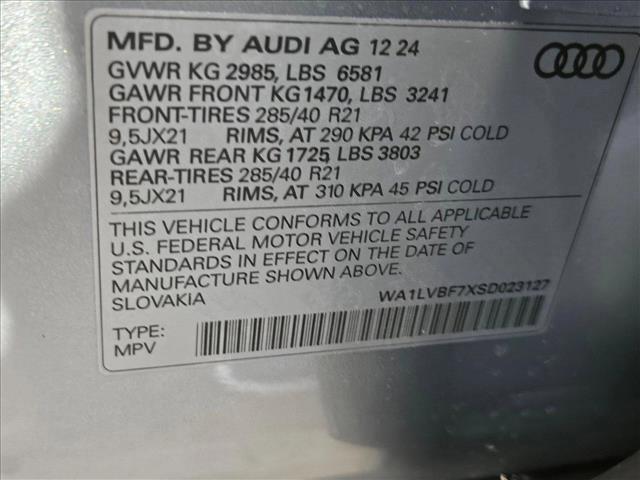 MFD. BY AUDI AG 12 24
GVWR KG 2985, LBS 6581
GAWR FRONT KG 1470, LBS 3241
FRONT-TIRES 285/40 R21
9,5JX21 RIMS, AT 290 KPA 42 PSI COLD
GAWR REAR KG 1725, LBS 3803
REAR-TIRES 285/40 R21
9,5JX21 RIMS, AT 310 KPA 45 PSI COLD
THIS VEHICLE CONFORMS TO ALL APPLICABLE
U.S. FEDERAL MOTOR VEHICLE SAFETY
STANDARDS IN EFFECT ON THE DATE OF
MANUFACTURE SHOWN ABOVE.
SLOVAKIA WA1LVBF7XSD023127
TYPE:
MPV